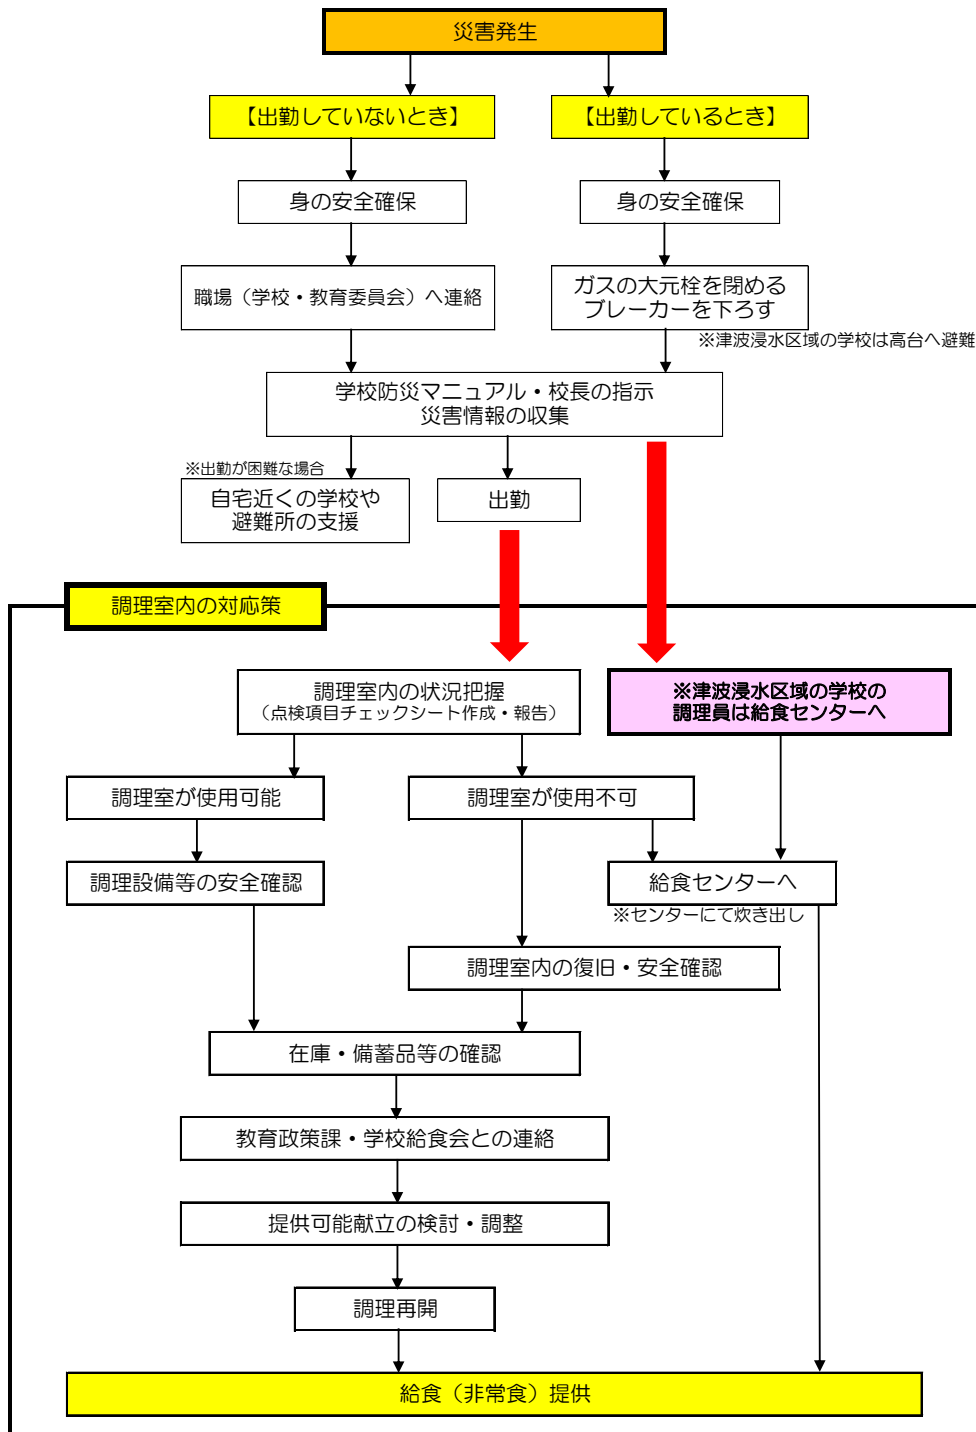 災害発生
【出勤していないとき】
【出勤しているとき】
身の安全確保
身の安全確保
職場（学校・教育委員会）へ連絡
ガスの大元栓を閉める
ブレーカーを下ろす
※津波浸水区域の学校は高台へ避難
学校防災マニュアル・校長の指示
災害情報の収集
※出勤が困難な場合
自宅近くの学校や
避難所の支援
出勤
調理室内の対応策
調理室内の状況把握
（点検項目チェックシート作成・報告）
※津波浸水区域の学校の
調理員は給食センターへ
調理室が使用可能
調理室が使用不可
調理設備等の安全確認
給食センターへ
※センターにて炊き出し
調理室内の復旧・安全確認
在庫・備蓄品等の確認
教育政策課・学校給食会との連絡
提供可能献立の検討・調整
調理再開
給食（非常食）提供